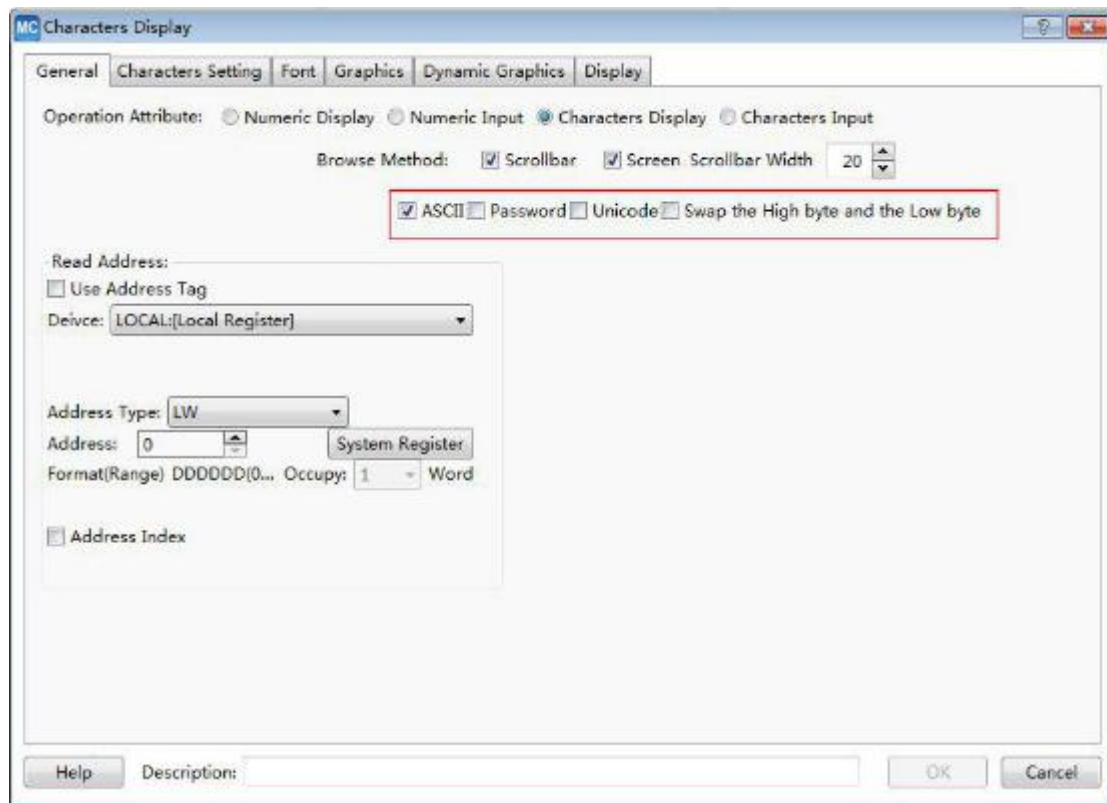 MC Characters Display
General Characters Setting Font Graphics Dynamic Graphics Display
Operation Attribute: Numeric Display Numeric Input Characters Display Characters Input
Browse Method: Scrollbar Screen Scrollbar Width 20
ASCII Password Unicode Swap the High byte and the Low byte
Read Address:
Use Address Tag
Deivce: LOCAL:[Local Register]
Address Type: LW
Address: 0 System Register
Format(Range) DDDDDD(0... Occupy: 1 Word
Address Index
Help Description: OK Cancel